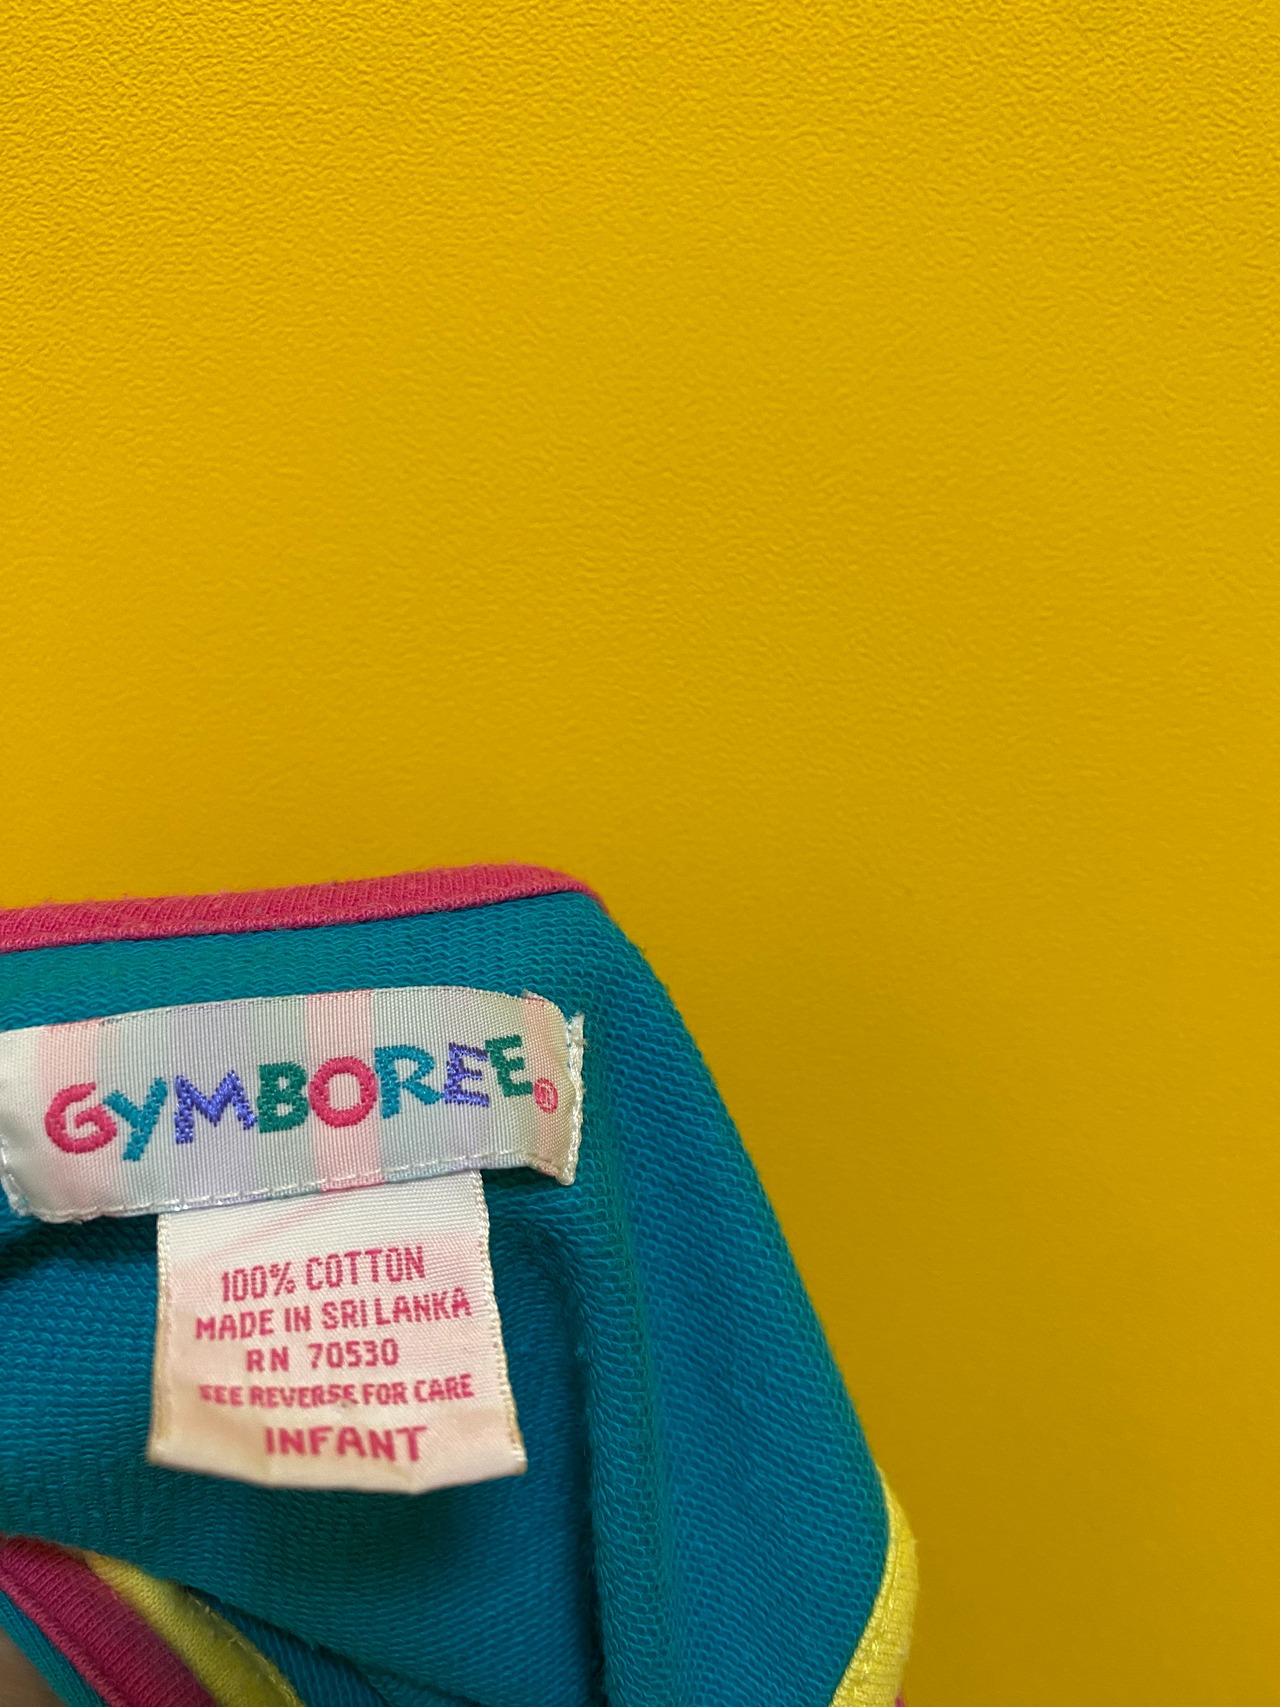 GYMBOREE®
100% COTTON
MADE IN SRI LANKA
RN 70530
SEE REVERSE FOR CARE
INFANT